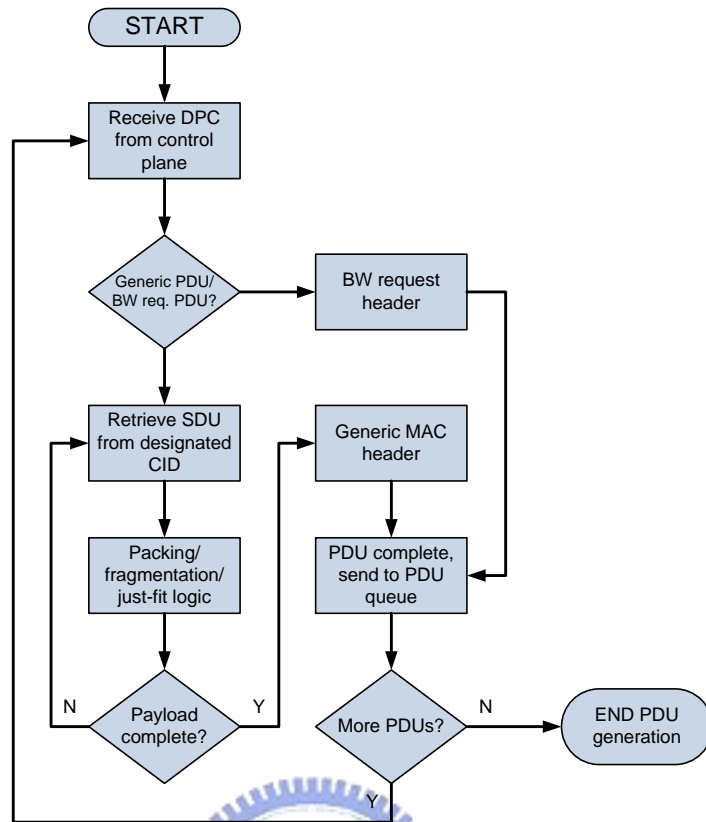 START
Receive DPC
from control
plane
Generic PDU/
BW req. PDU?
BW request
header
Retrieve SDU
from designated
CID
Generic MAC
header
Packing/
fragmentation/
just-fit logic
PDU complete,
send to PDU
queue
N
Payload
complete?
Y
More PDUs?
N
END PDU
generation
Y